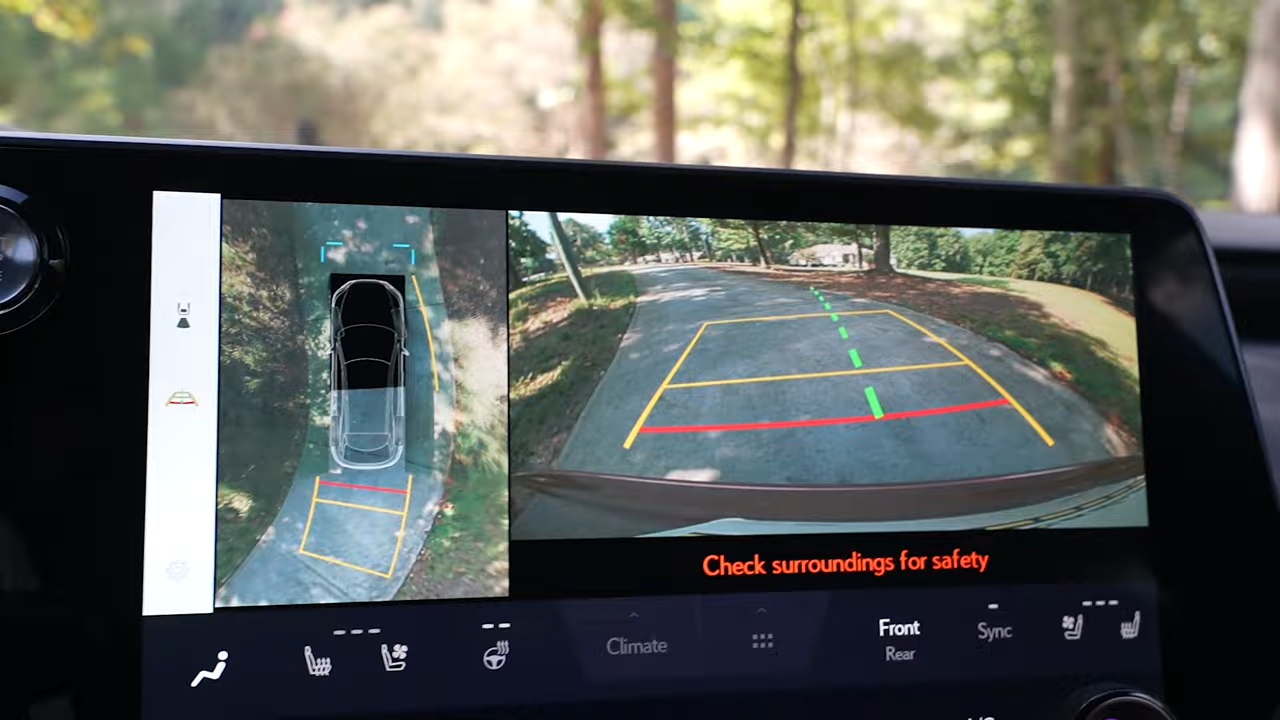 Check surroundings for safety
Climate
Front
Rear
Sync